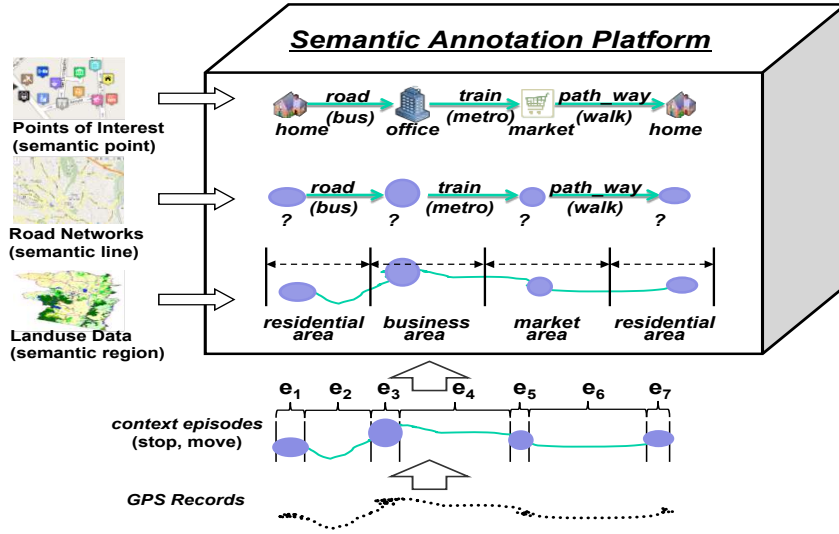 Semantic Annotation Platform
Points of Interest
(semantic point)
road
(bus)
train
(metro)
path_way
(walk)
home
office
market
home
Road Networks
(semantic line)
road
(bus)
train
(metro)
path_way
(walk)
?
?
?
?
Landuse Data
(semantic region)
residential
area
business
area
market
area
residential
area
e1
e2
e3
e4
e5
e6
e7
context episodes
(stop, move)
GPS Records